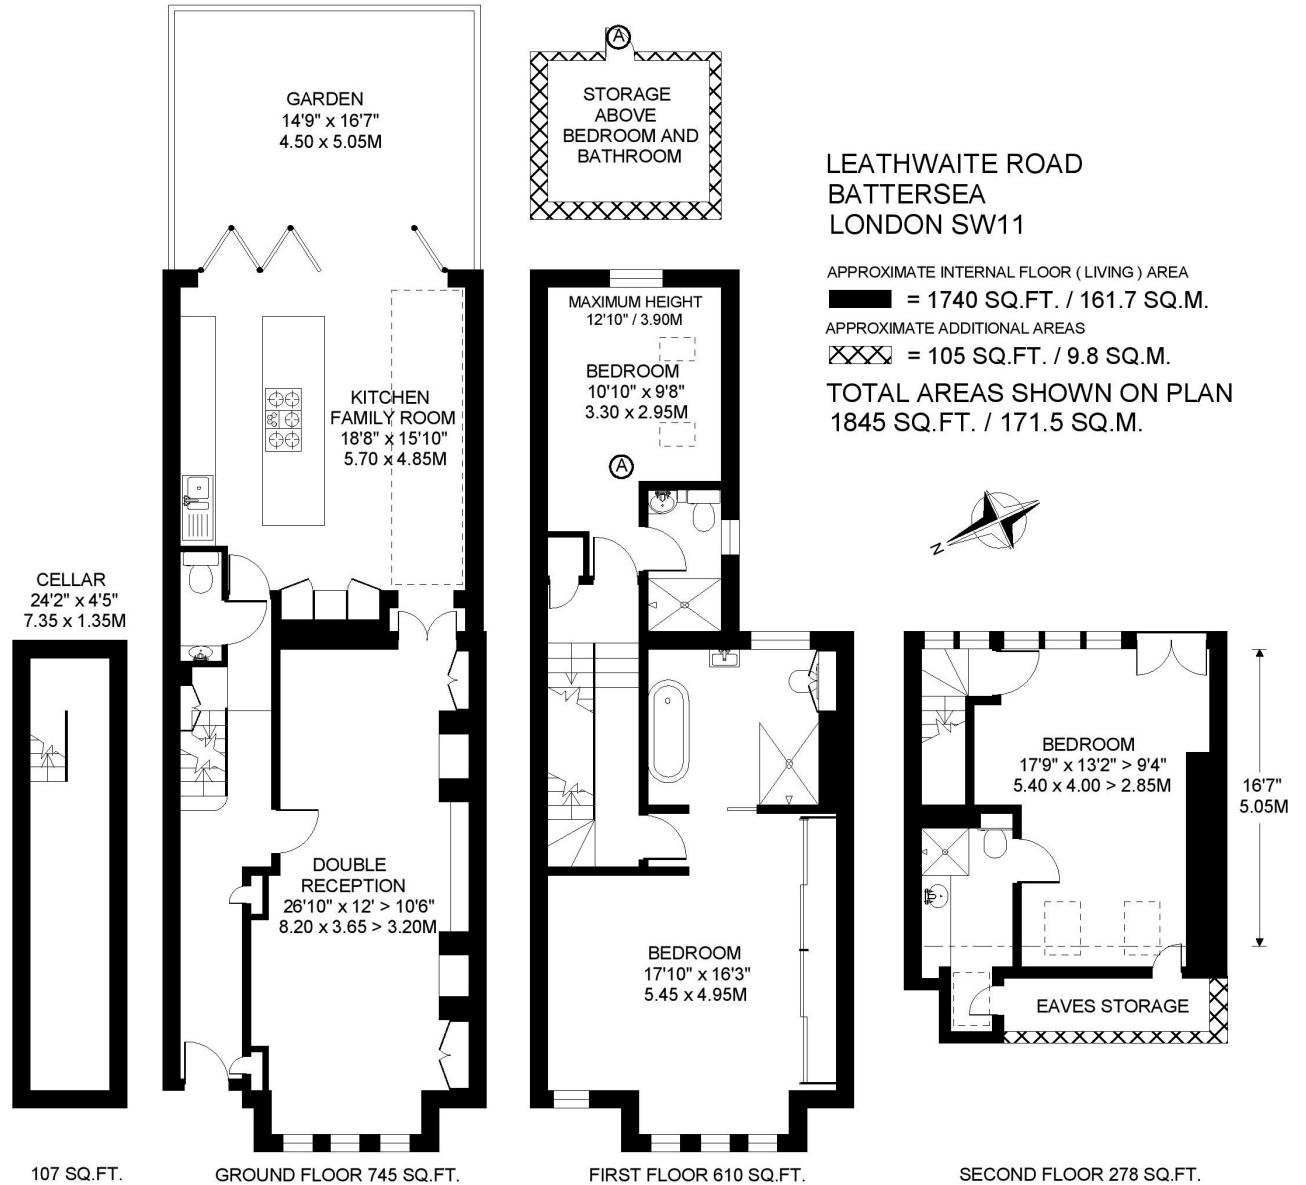 GARDEN
14'9" x 16'7"
4.50 x 5.05M
A
STORAGE
ABOVE
BEDROOM AND
BATHROOM
LEATHWAITE ROAD
BATTERSEA
LONDON SW11
APPROXIMATE INTERNAL FLOOR ( LIVING ) AREA
= 1740 SQ.FT. / 161.7 SQ.M.
APPROXIMATE ADDITIONAL AREAS
= 105 SQ.FT. / 9.8 SQ.M.
TOTAL AREAS SHOWN ON PLAN
1845 SQ.FT. / 171.5 SQ.M.
N
KITCHEN
FAMILY ROOM
18'8" x 15'10"
5.70 x 4.85M
MAXIMUM HEIGHT
12'10" / 3.90M
BEDROOM
10'10" x 9'8"
3.30 x 2.95M
A
CELLAR
24'2" x 4'5"
7.35 x 1.35M
DOUBLE
RECEPTION
26'10" x 12' > 10'6"
8.20 x 3.65 > 3.20M
BEDROOM
17'10" x 16'3"
5.45 x 4.95M
BEDROOM
17'9" x 13'2" > 9'4"
5.40 x 4.00 > 2.85M
16'7"
5.05M
EAVES STORAGE
107 SQ.FT.
GROUND FLOOR 745 SQ.FT.
FIRST FLOOR 610 SQ.FT.
SECOND FLOOR 278 SQ.FT.